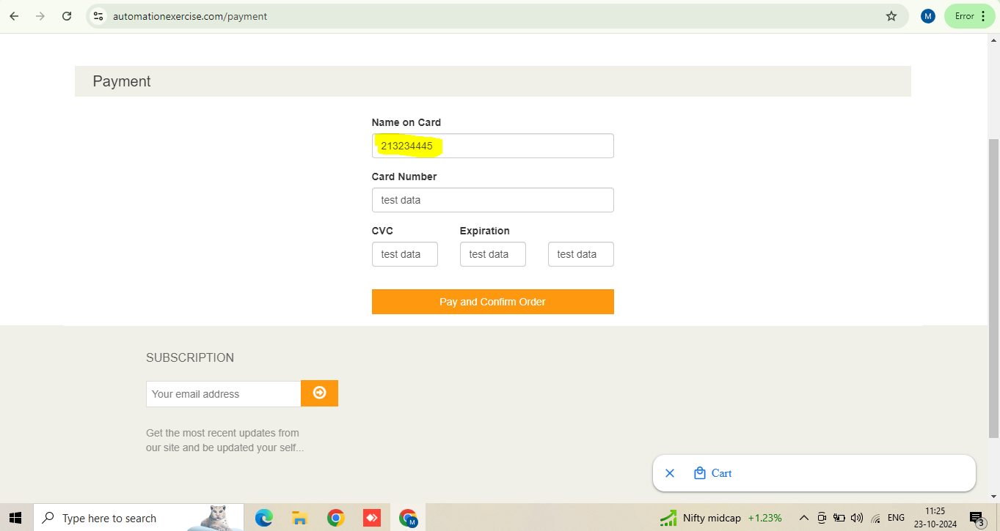 automationexercise.com/payment
M
Error
Payment
Name on Card
213234445
Card Number
test data
CVC Expiration
test data test data test data
Pay and Confirm Order
SUBSCRIPTION
Your email address
Get the most recent updates from
our site and be updated your self...
Cart
Type here to search
M
Nifty midcap +1.23%
ENG
11:25
23-10-2024
3